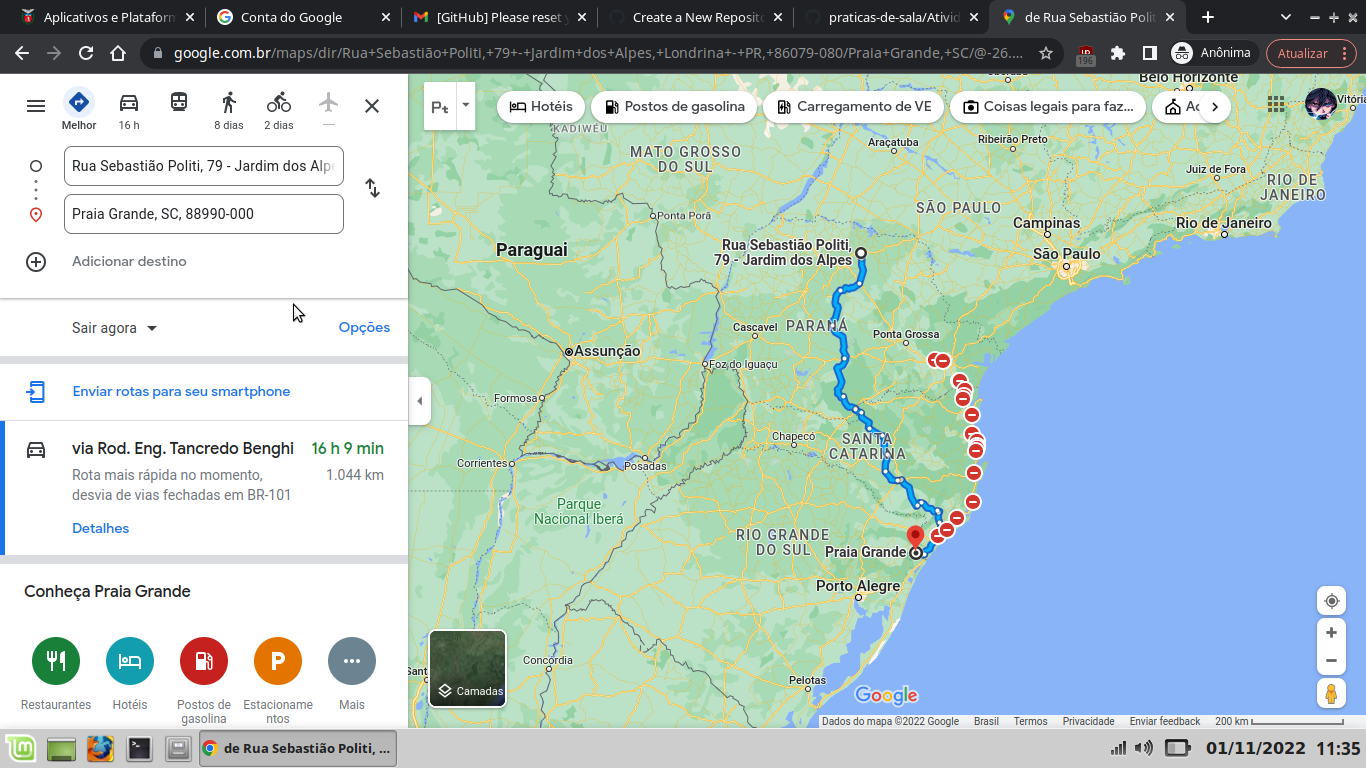 Aplicativos e Plataform
Conta do Google
[GitHub] Please reset y
Create a New Reposito
praticas-de-sala/Ativid
de Rua Sebastião Polit
google.com.br/maps/dir/Rua+Sebastião+Politi,+79+-+Jardim+dos+Alpes,+Londrina+-+PR,+86079-080/Praia+Grande,+SC/@-26....
196
Anônima
Atualizar
Melhor
16 h
8 dias
2 dias
—
Rua Sebastião Politi, 79 - Jardim dos Alpe
Praia Grande, SC, 88990-000
Adicionar destino
Sair agora
Opções
Enviar rotas para seu smartphone
via Rod. Eng. Tancredo Benghi
16 h 9 min
Rota mais rápida no momento,
desvia de vias fechadas em BR-101
1.044 km
Detalhes
Conheça Praia Grande
P
Restaurantes
Hotéis
Postos de
gasolina
Estacioname
ntos
Mais
Pt
Hotéis
Postos de gasolina
Carregamento de VE
Coisas legais para faz...
Belo Horizonte
Vitória
KADIWÉU
MATO GROSSO
DO SUL
Araçatuba
Ribeirão Preto
Juiz de Fora
RIO DE
JANEIRO
Ponta Porã
SÃO PAULO
Campinas
Rio de Janeiro
Paraguai
Rua Sebastião Politi,
79 - Jardim dos Alpes
São Paulo
Cascavel
PARANÁ
Ponta Grossa
Assunção
Foz do Iguaçu
Formosa
Chapecó
SANTA
CATARINA
Corrientes
Posadas
Parque
Nacional Iberá
RIO GRANDE
DO SUL
Praia Grande
Porto Alegre
Concórdia
Pelotas
Camadas
Google
Dados do mapa ©2022 Google
Brasil
Termos
Privacidade
Enviar feedback
200 km
de Rua Sebastião Politi, ...
01/11/2022
11:35